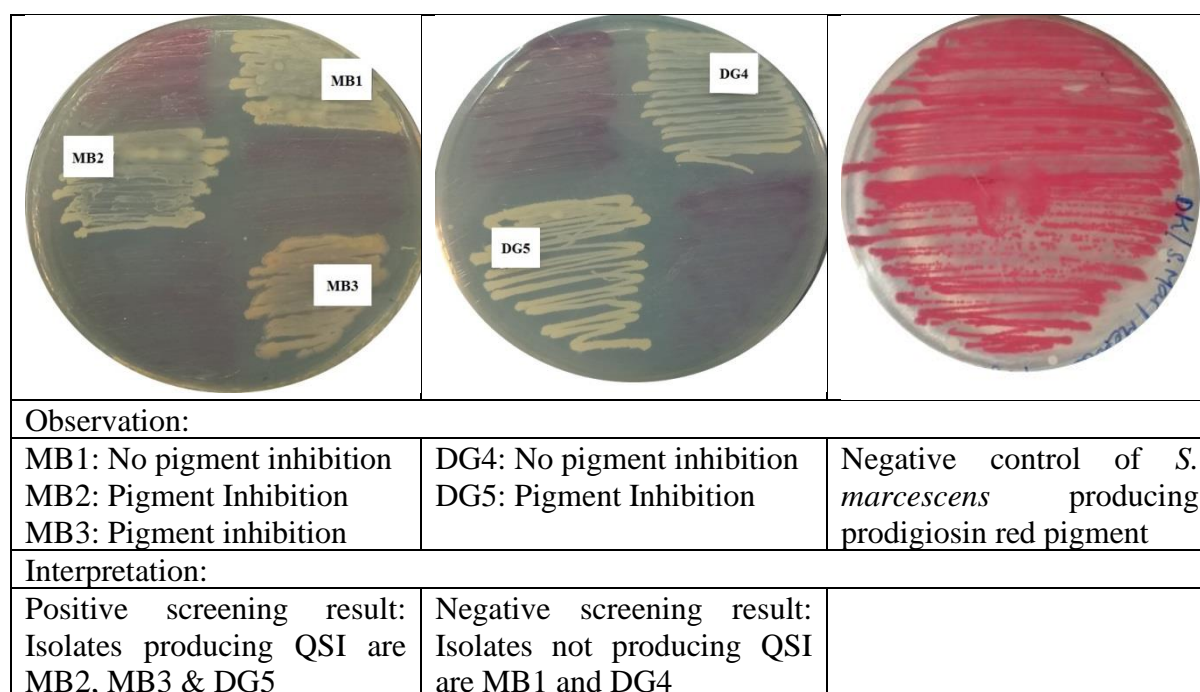 MB1
MB2
MB3
DG4
DG5
DK/ S. Mar/
Observation:
MB1: No pigment inhibition
MB2: Pigment Inhibition
MB3: Pigment inhibition
DG4: No pigment inhibition
DG5: Pigment Inhibition
Negative control of S.
marcescens producing
prodigiosin red pigment
Interpretation:
Positive screening result:
Isolates producing QSI are
MB2, MB3 & DG5
Negative screening result:
Isolates not producing QSI
are MB1 and DG4